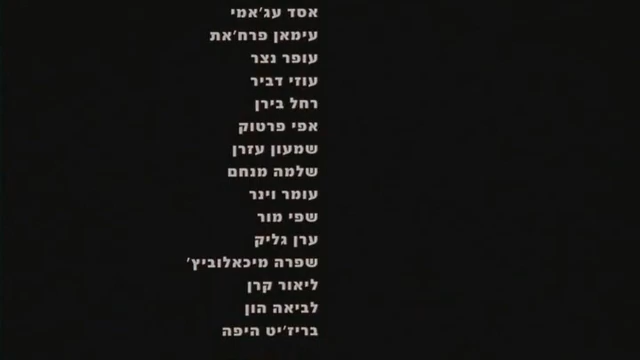 אסד עג'אמי
עימאן פרח'את
עופר נצר
עוזי דביר
רחל בירן
אפי פרטוק
שמעון עזרן
שלמה מנחם
עומר וינר
שפי מור
ערן גליק
שפרה מיכאלוביץ'
ליאור קרן
לביאה הון
בריז'יט היפה